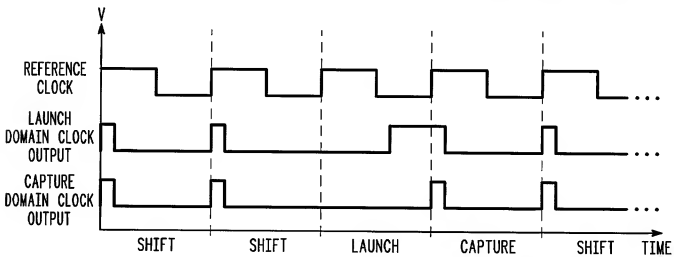 V
REFERENCE
CLOCK
LAUNCH
DOMAIN CLOCK
OUTPUT
CAPTURE
DOMAIN CLOCK
OUTPUT
SHIFT SHIFT LAUNCH CAPTURE SHIFT TIME